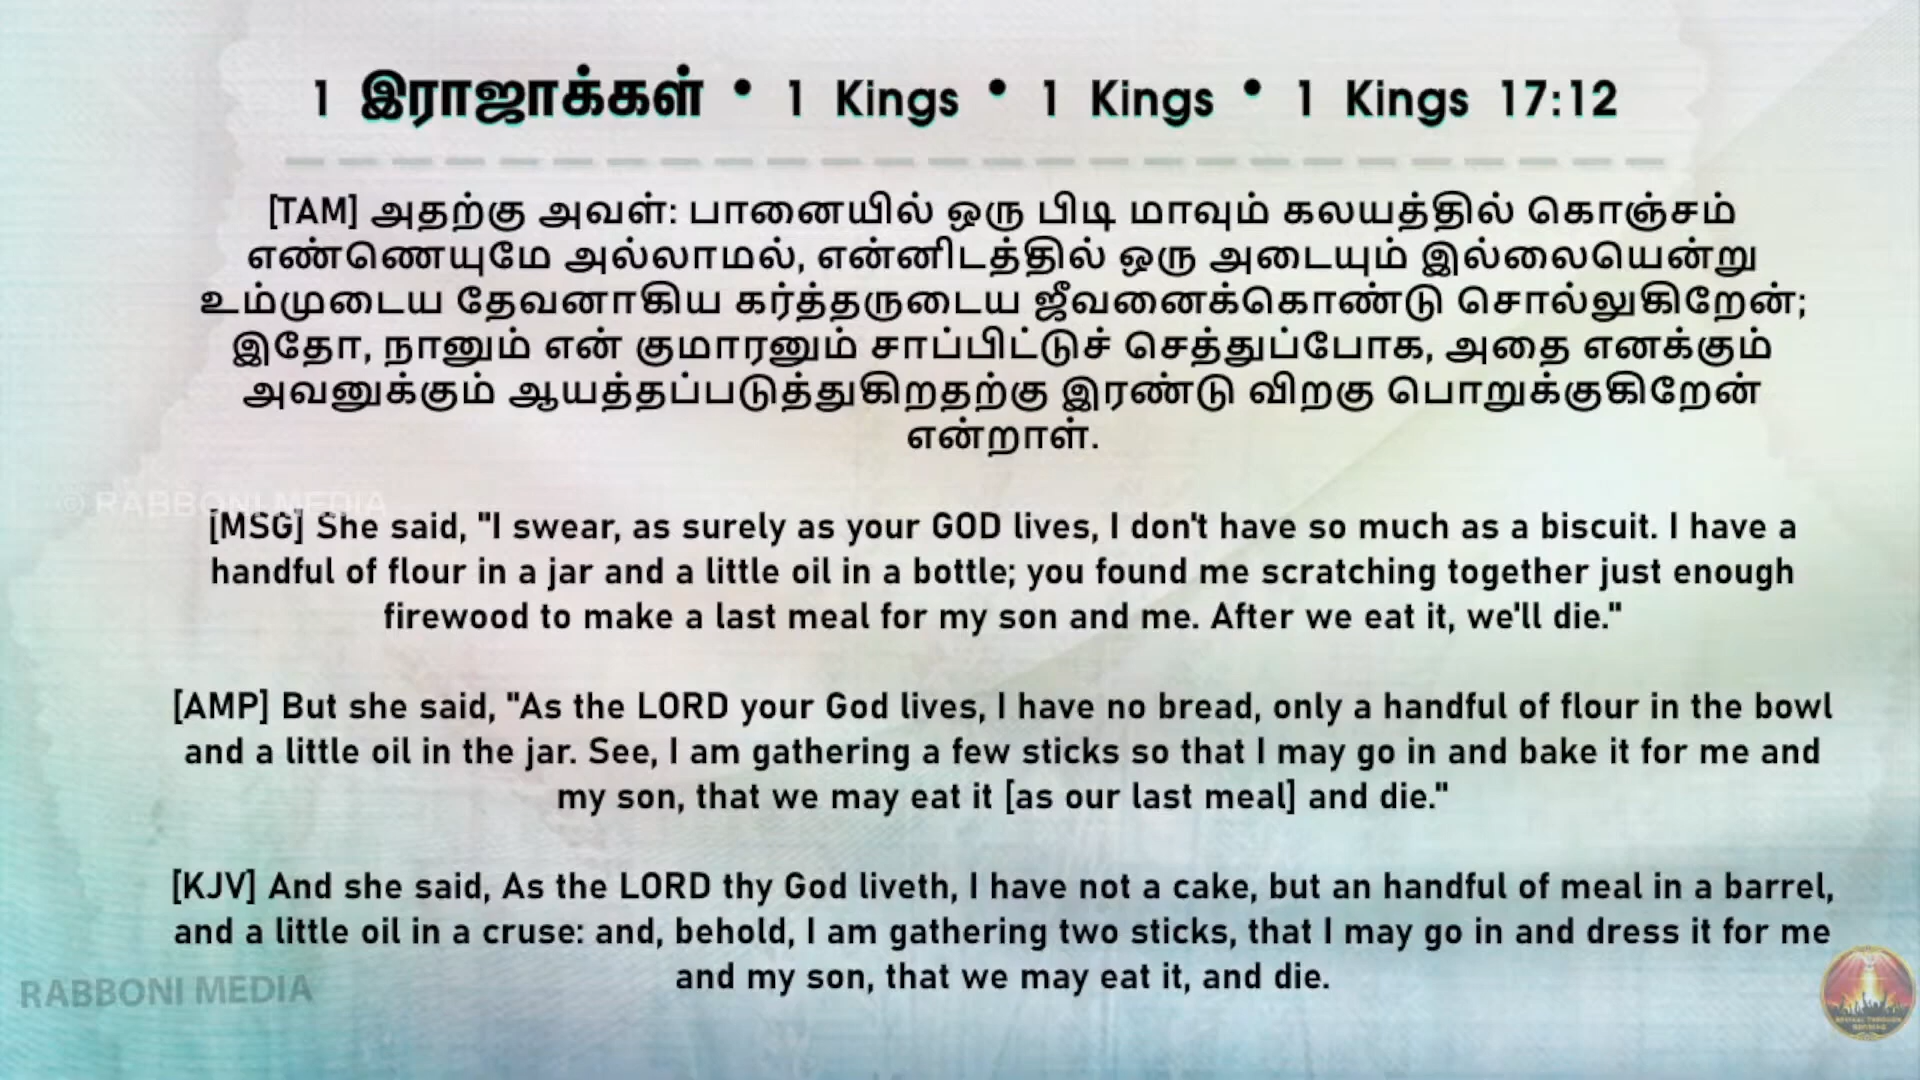 1 இராஜாக்கள் • 1 Kings • 1 Kings • 1 Kings 17:12
[TAM] அதற்கு அவள்: பானையில் ஒரு பிடி மாவும் கலயத்தில் கொஞ்சம்
எண்ணெயுமே அல்லாமல், என்னிடத்தில் ஒரு அடையும் இல்லையென்று
உம்முடைய தேவனாகிய கர்த்தருடைய ஜீவனைக்கொண்டு சொல்லுகிறேன்;
இதோ, நானும் என் குமாரனும் சாப்பிட்டுச் செத்துப்போக, அதை எனக்கும்
அவனுக்கும் ஆயத்தப்படுத்துகிறதற்கு இரண்டு விறகு பொறுக்குகிறேன்
என்றாள்.
© RABBONI MEDIA
[MSG] She said, "I swear, as surely as your GOD lives, I don't have so much as a biscuit. I have a
handful of flour in a jar and a little oil in a bottle; you found me scratching together just enough
firewood to make a last meal for my son and me. After we eat it, we'll die."
[AMP] But she said, "As the LORD your God lives, I have no bread, only a handful of flour in the bowl
and a little oil in the jar. See, I am gathering a few sticks so that I may go in and bake it for me and
my son, that we may eat it [as our last meal] and die."
[KJV] And she said, As the LORD thy God liveth, I have not a cake, but an handful of meal in a barrel,
and a little oil in a cruse: and, behold, I am gathering two sticks, that I may go in and dress it for me
and my son, that we may eat it, and die.
RABBONI MEDIA